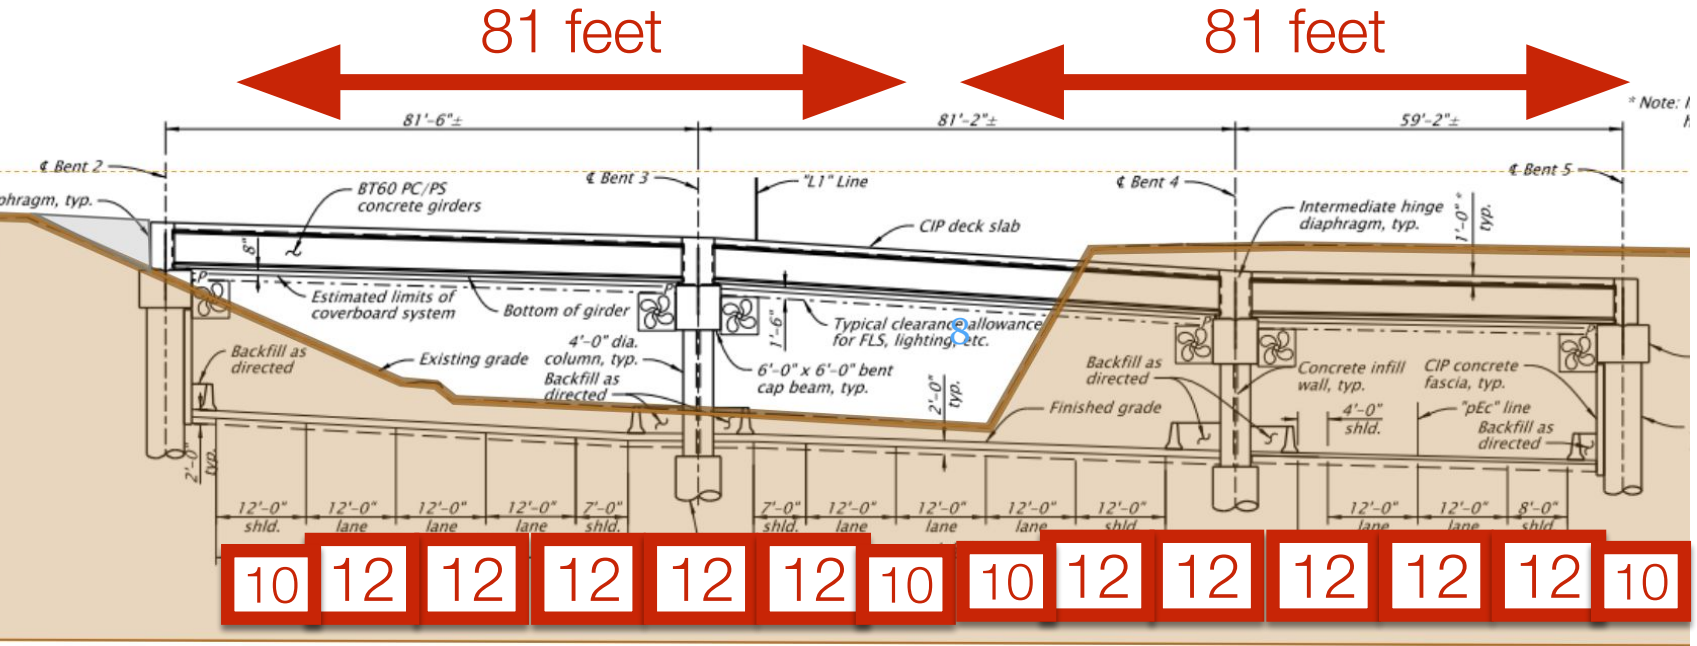 81 feet
81 feet
81'-6"±
81'-2"±
59'-2"±
* Note:
℄ Bent 2
℄ Bent 3
"L1" Line
℄ Bent 4
℄ Bent 5
phragm, typ.
BT60 PC/PS
concrete girders
CIP deck slab
Intermediate hinge
diaphragm, typ.
1'-0" *
typ.
8"
Estimated limits of
coverboard system
Bottom of girder
Typical clearance allowance
for FLS, lighting, etc.
8
1'-6"
4'-0" dia.
column, typ.
Existing grade
Backfill as
directed
Backfill as
directed
6'-0" x 6'-0" bent
cap beam, typ.
2'-0"
typ.
Finished grade
Backfill as
directed
Concrete infill
wall, typ.
CIP concrete
fascia, typ.
4'-0"
shld.
"pEc" line
Backfill as
directed
2'-0"
typ.
12'-0"
shld.
12'-0"
lane
12'-0"
lane
12'-0"
lane
7'-0"
shld.
7'-0"
shld.
12'-0"
lane
12'-0"
lane
12'-0"
lane
12'-0"
shld.
12'-0"
lane
12'-0"
lane
8'-0"
shld.
10 12 12 12 12 12 10 10 12 12 12 12 12 10